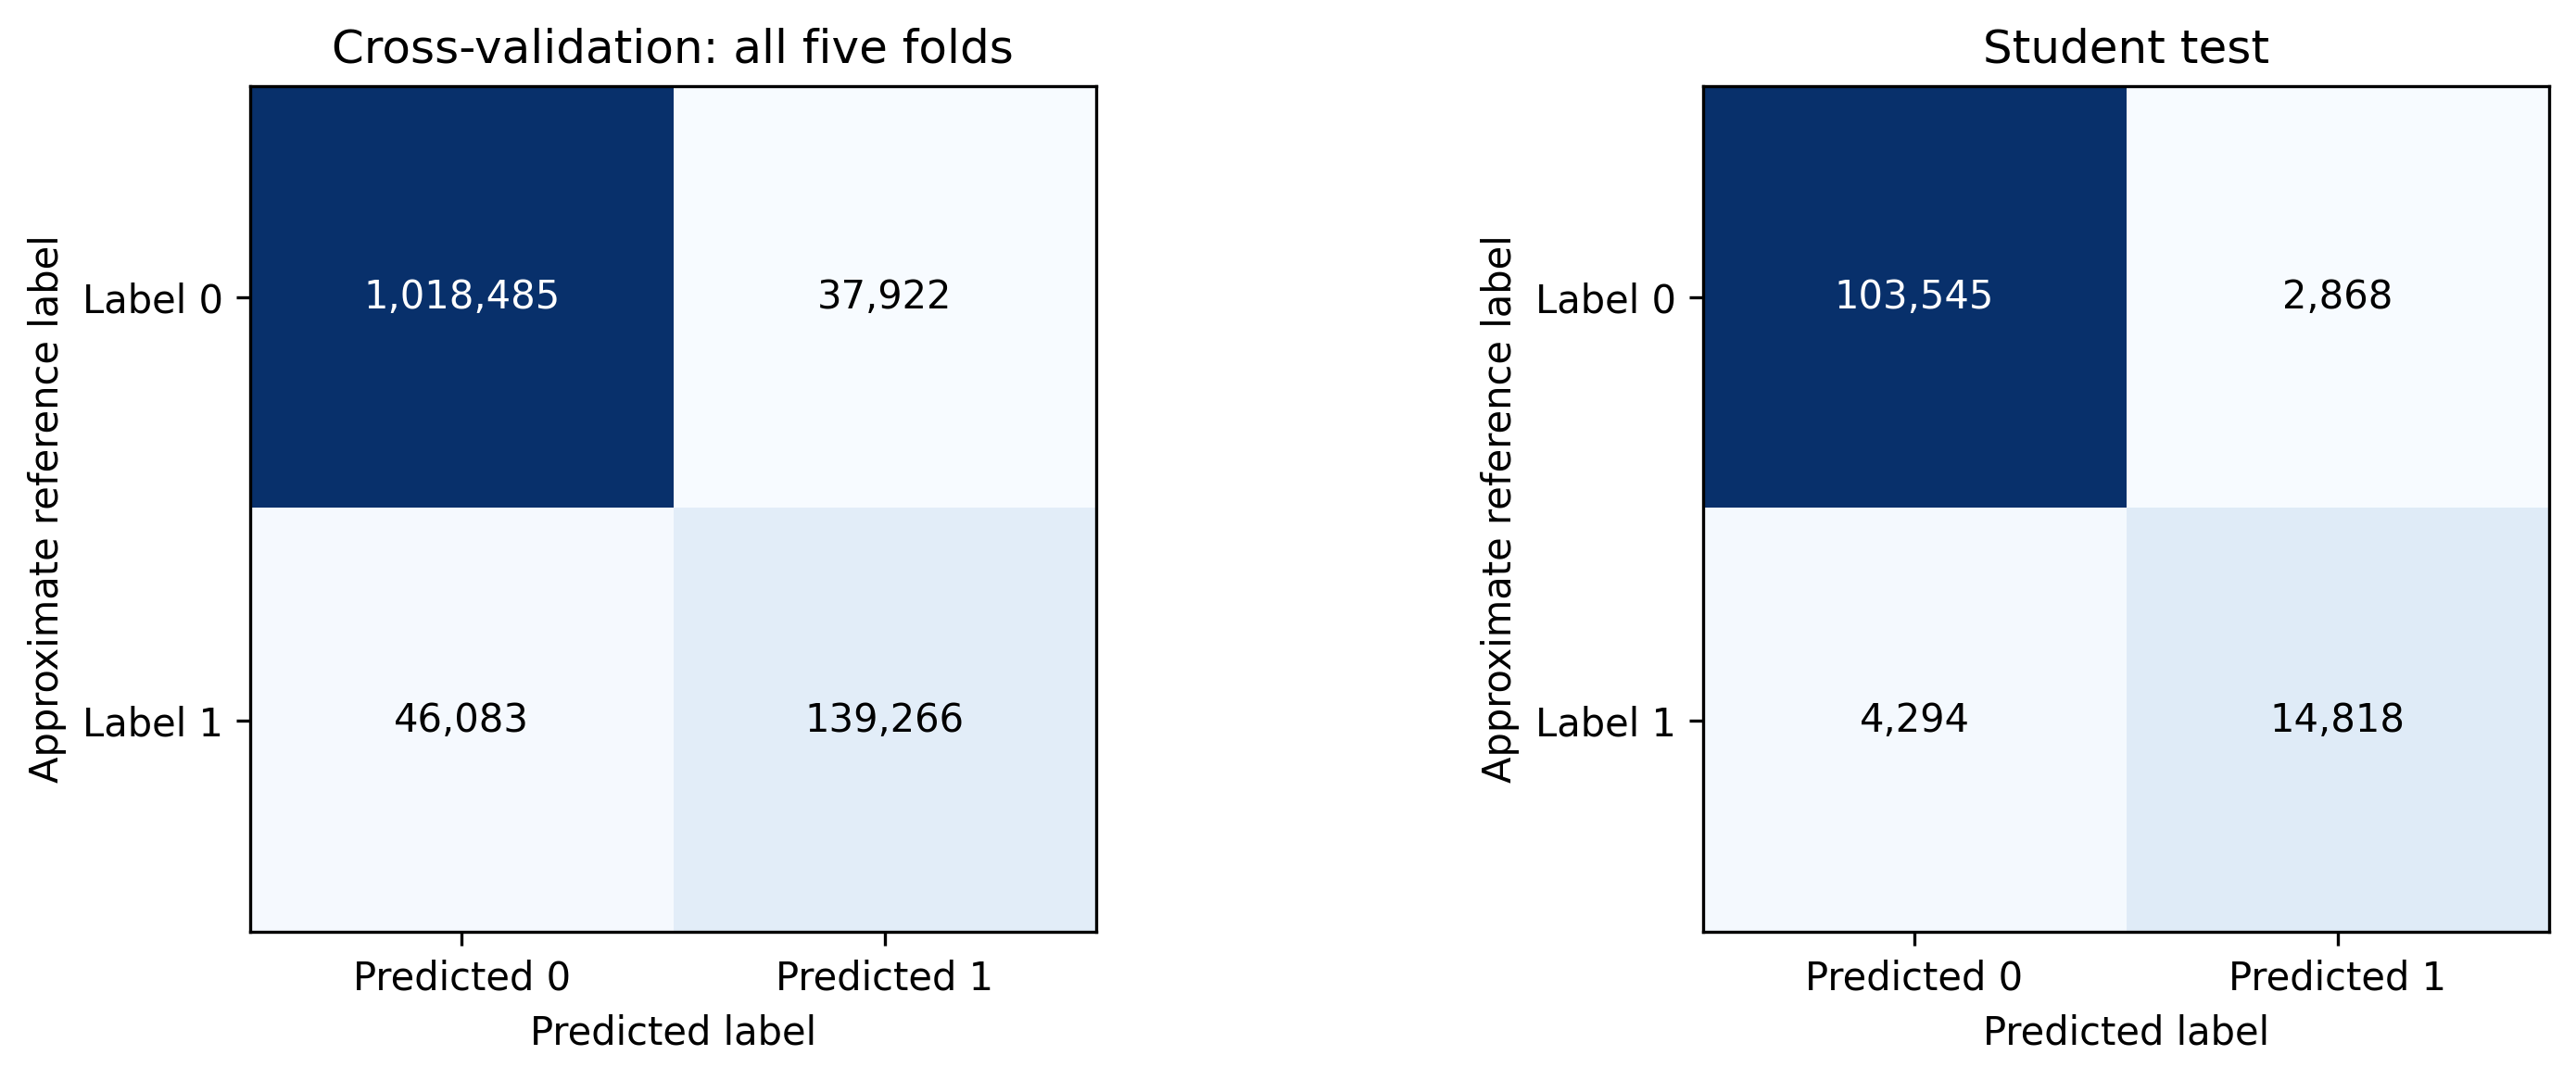 Cross-validation: all five folds
Approximate reference label
Label 0
1,018,485
37,922
Label 1
46,083
139,266
Predicted 0
Predicted 1
Predicted label
Student test
Approximate reference label
Label 0
103,545
2,868
Label 1
4,294
14,818
Predicted 0
Predicted 1
Predicted label